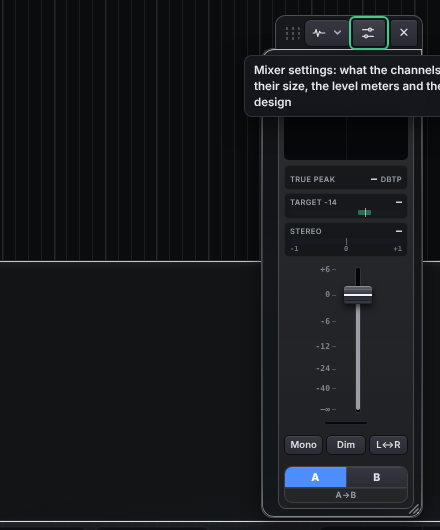 Mixer settings: what the channels
their size, the level meters and the
design
TRUE PEAK – DBTP
TARGET -14 –
STEREO –
-1 0 +1
+6
0
-6
-12
-24
-40
-∞
Mono Dim L↔R
A B
A→B